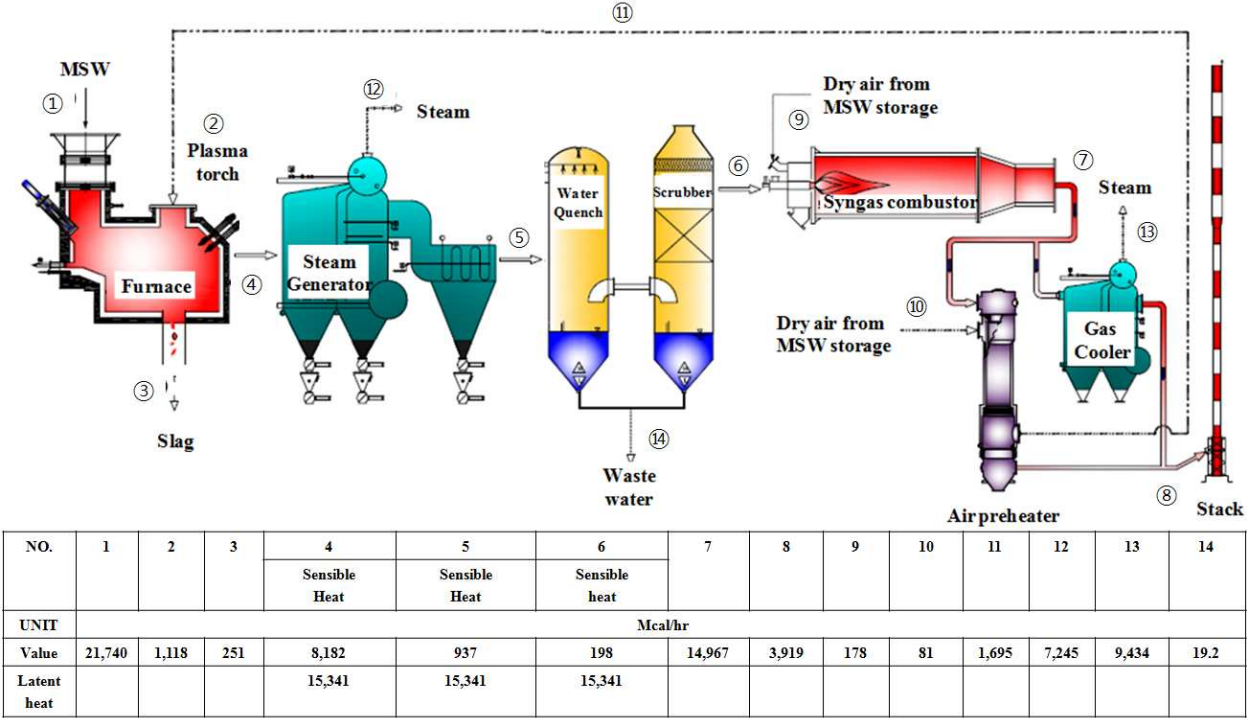 ⑪
MSW
①
②
Plasma
torch
⑫
Steam
Dry air from
MSW storage
⑨
Furnace
④
Steam
Generator
⑤
Water
Quench
Scrubber
⑥
Syngas combustor
⑦
Steam
⑬
③
Slag
⑭
Waste
water
⑩
Dry air from
MSW storage
Gas
Cooler
Air preheater
⑧
Stack
NO. 1 2 3 4 5 6 7 8 9 10 11 12 13 14
Sensible Sensible Sensible
Heat Heat heat
UNIT Mcal/hr
Value 21,740 1,118 251 8,182 937 198 14,967 3,919 178 81 1,695 7,245 9,434 19.2
Latent 15,341 15,341 15,341
heat